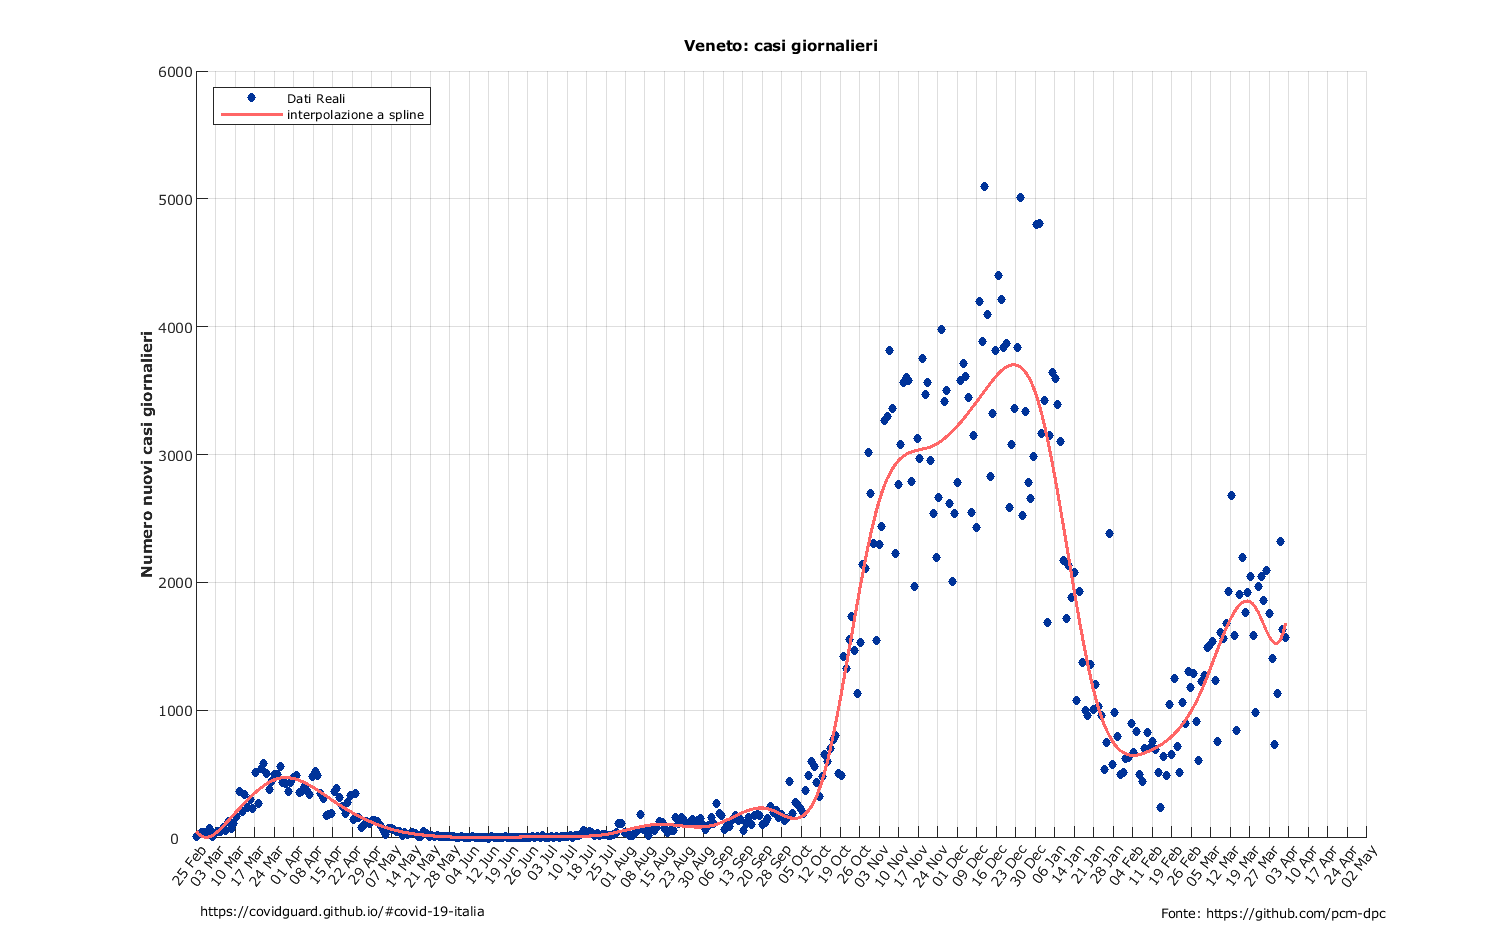 Veneto: casi giornalieri
Dati Reali
interpolazione a spline
Numero nuovi casi giornalieri
6000
5000
4000
3000
2000
1000
0
25 Feb
03 Mar
10 Mar
17 Mar
24 Mar
01 Apr
08 Apr
15 Apr
22 Apr
29 Apr
07 May
14 May
21 May
28 May
04 Jun
12 Jun
19 Jun
26 Jun
03 Jul
10 Jul
18 Jul
25 Jul
01 Aug
08 Aug
15 Aug
23 Aug
30 Aug
06 Sep
13 Sep
20 Sep
28 Sep
05 Oct
12 Oct
19 Oct
26 Oct
03 Nov
10 Nov
17 Nov
24 Nov
01 Dec
09 Dec
16 Dec
23 Dec
30 Dec
06 Jan
14 Jan
21 Jan
28 Jan
04 Feb
11 Feb
19 Feb
26 Feb
05 Mar
12 Mar
19 Mar
27 Mar
03 Apr
10 Apr
17 Apr
24 Apr
02 May
https://covidguard.github.io/#covid-19-italia
Fonte: https://github.com/pcm-dpc